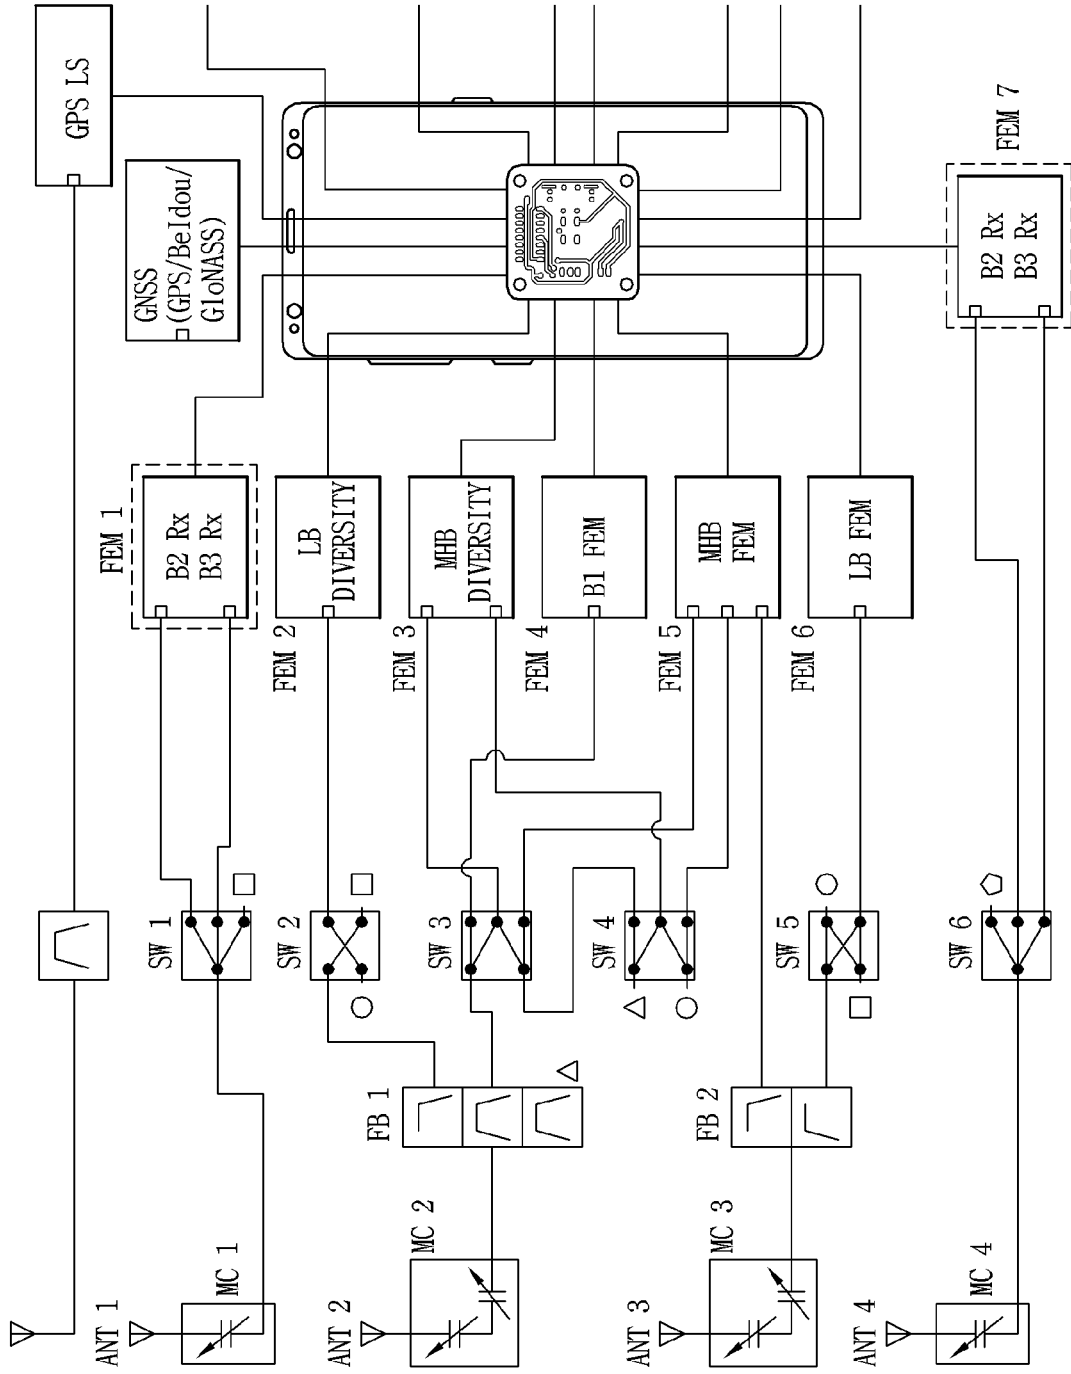 GPS LS
GNSS
(GPS/BeIdou/
GloNASS)
FEM 7
B2 Rx
B3 Rx
FEM 1
B2 Rx
B3 Rx
FEM 2
LB
DIVERSITY
FEM 3
MHB
DIVERSITY
FEM 4
B1 FEM
FEM 5
MHB
FEM
FEM 6
LB FEM
SW 1
SW 2
SW 3
SW 4
SW 5
SW 6
FB 1
FB 2
MC 1
MC 2
MC 3
MC 4
ANT 1
ANT 2
ANT 3
ANT 4